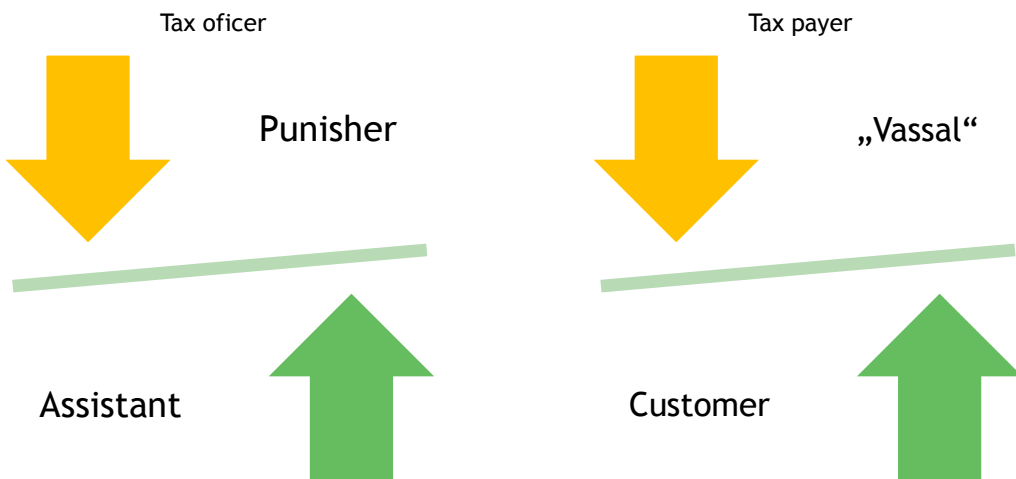 Tax oficer
Tax payer
Punisher
„Vassal“
Assistant
Customer